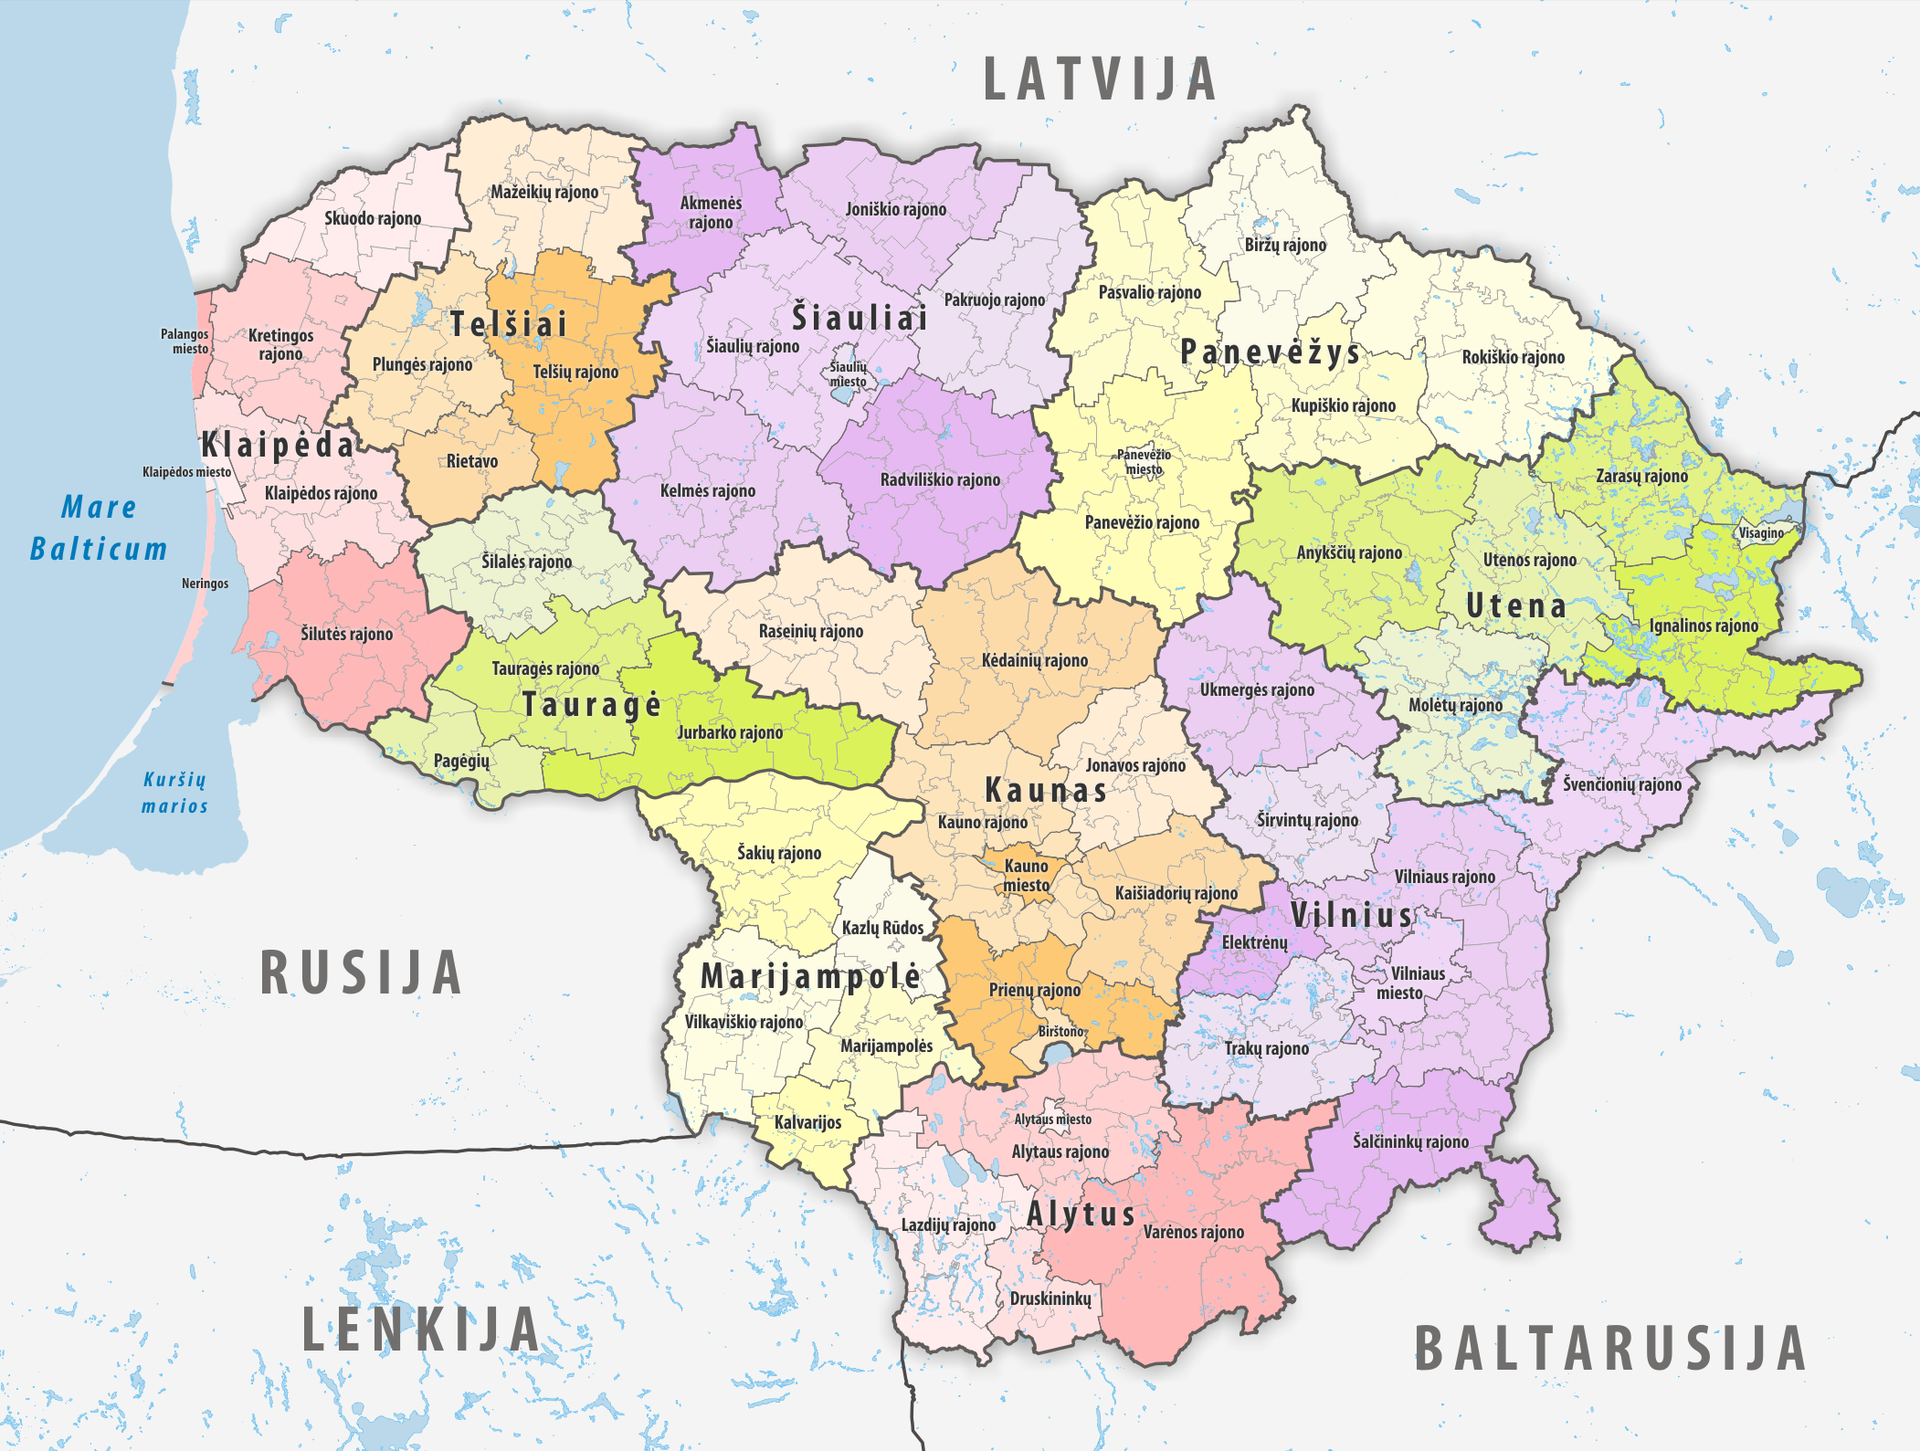 LATVIJA
Mažeikių rajono
Skuodo rajono
Akmenės
rajono
Joniškio rajono
Biržų rajono
Pasvalio rajono
Pakruojo rajono
Šiauliai
Telšiai
Palangos
miesto
Kretingos
rajono
Šiaulių rajono
Panevėžys
Rokiškio rajono
Plungės rajono
Telšių rajono
Šiaulių
miesto
Kupiškio rajono
Klaipėda
Rietavo
Klaipėdos miesto
Klaipėdos rajono
Kelmės rajono
Radviliškio rajono
Panevėžio
miesto
Zarasų rajono
Mare
Balticum
Panevėžio rajono
Visagino
Anykščių rajono
Utenos rajono
Šilalės rajono
Neringos
Utena
Šilutės rajono
Raseinių rajono
Ignalinos rajono
Kėdainių rajono
Tauragės rajono
Ukmergės rajono
Tauragė
Molėtų rajono
Jurbarko rajono
Pagėgių
Jonavos rajono
Kuršių
marios
Kaunas
Švenčionių rajono
Kauno rajono
Širvintų rajono
Šakių rajono
Kauno
miesto
Vilniaus rajono
Kaišiadorių rajono
Vilnius
Kazlų Rūdos
Elektrėnų
RUSIJA
Marijampolė
Vilniaus
miesto
Prienų rajono
Vilkaviškio rajono
Birštono
Marijampolės
Trakų rajono
Kalvarijos
Alytaus miesto
Alytaus rajono
Šalčininkų rajono
Alytus
Lazdijų rajono
Varėnos rajono
Druskininkų
LENKIJA
BALTARUSIJA